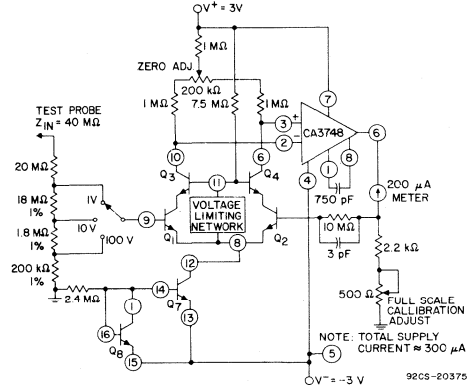 V+ = 3V
1 MΩ
ZERO ADJ.
200 kΩ
1 MΩ
7.5 MΩ
1 MΩ
TEST PROBE
ZIN = 40 MΩ
20 MΩ
18 MΩ
1%
1.8 MΩ
1%
200 kΩ
1%
1V
10 V
100 V
2.4 MΩ
10
Q3
11
6
Q4
9
Q1
VOLTAGE
LIMITING
NETWORK
8
Q2
12
14
Q7
13
1
16
Q8
15
3
+
2
-
CA3748
7
6
4
1
8
750 pF
200 μA
METER
10 MΩ
3 pF
2.2 kΩ
500 Ω
FULL SCALE
CALLIBRATION
ADJUST
NOTE: TOTAL SUPPLY
CURRENT ≈ 300 μA
5
V- = -3 V
92CS-20375